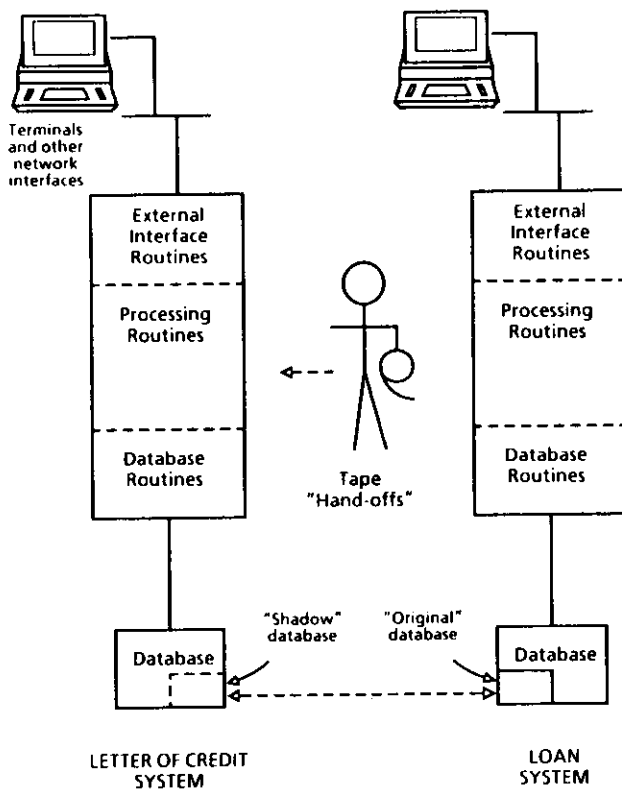 Terminals
and other
network
interfaces
External
Interface
Routines
Processing
Routines
Database
Routines
Tape
"Hand-offs"
External
Interface
Routines
Processing
Routines
Database
Routines
"Shadow"
database
"Original"
database
Database
Database
LETTER OF CREDIT
SYSTEM
LOAN
SYSTEM